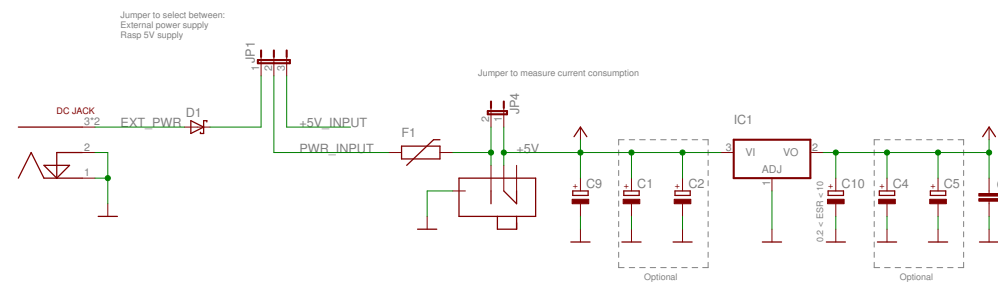 Jumper to select between:
External power supply
Rasp 5V supply
JP1
1
2
3
Jumper to measure current consumption
DC JACK
3*2
EXT_PWR
D1
+5V_INPUT
PWR_INPUT
F1
2
1
JP4
+5V
IC1
3
VI
VO
2
ADJ
1
2
1
+
C9
+
C1
+
C2
0.2 < ESR < 10
+
C10
+
C4
+
C5
Optional
Optional